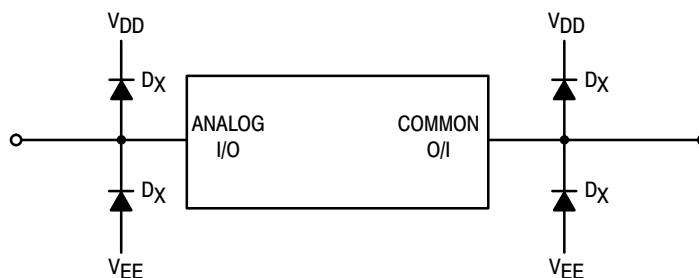 VDD VDD
DX DX
ANALOG COMMON
I/O O/I
DX DX
VEE VEE